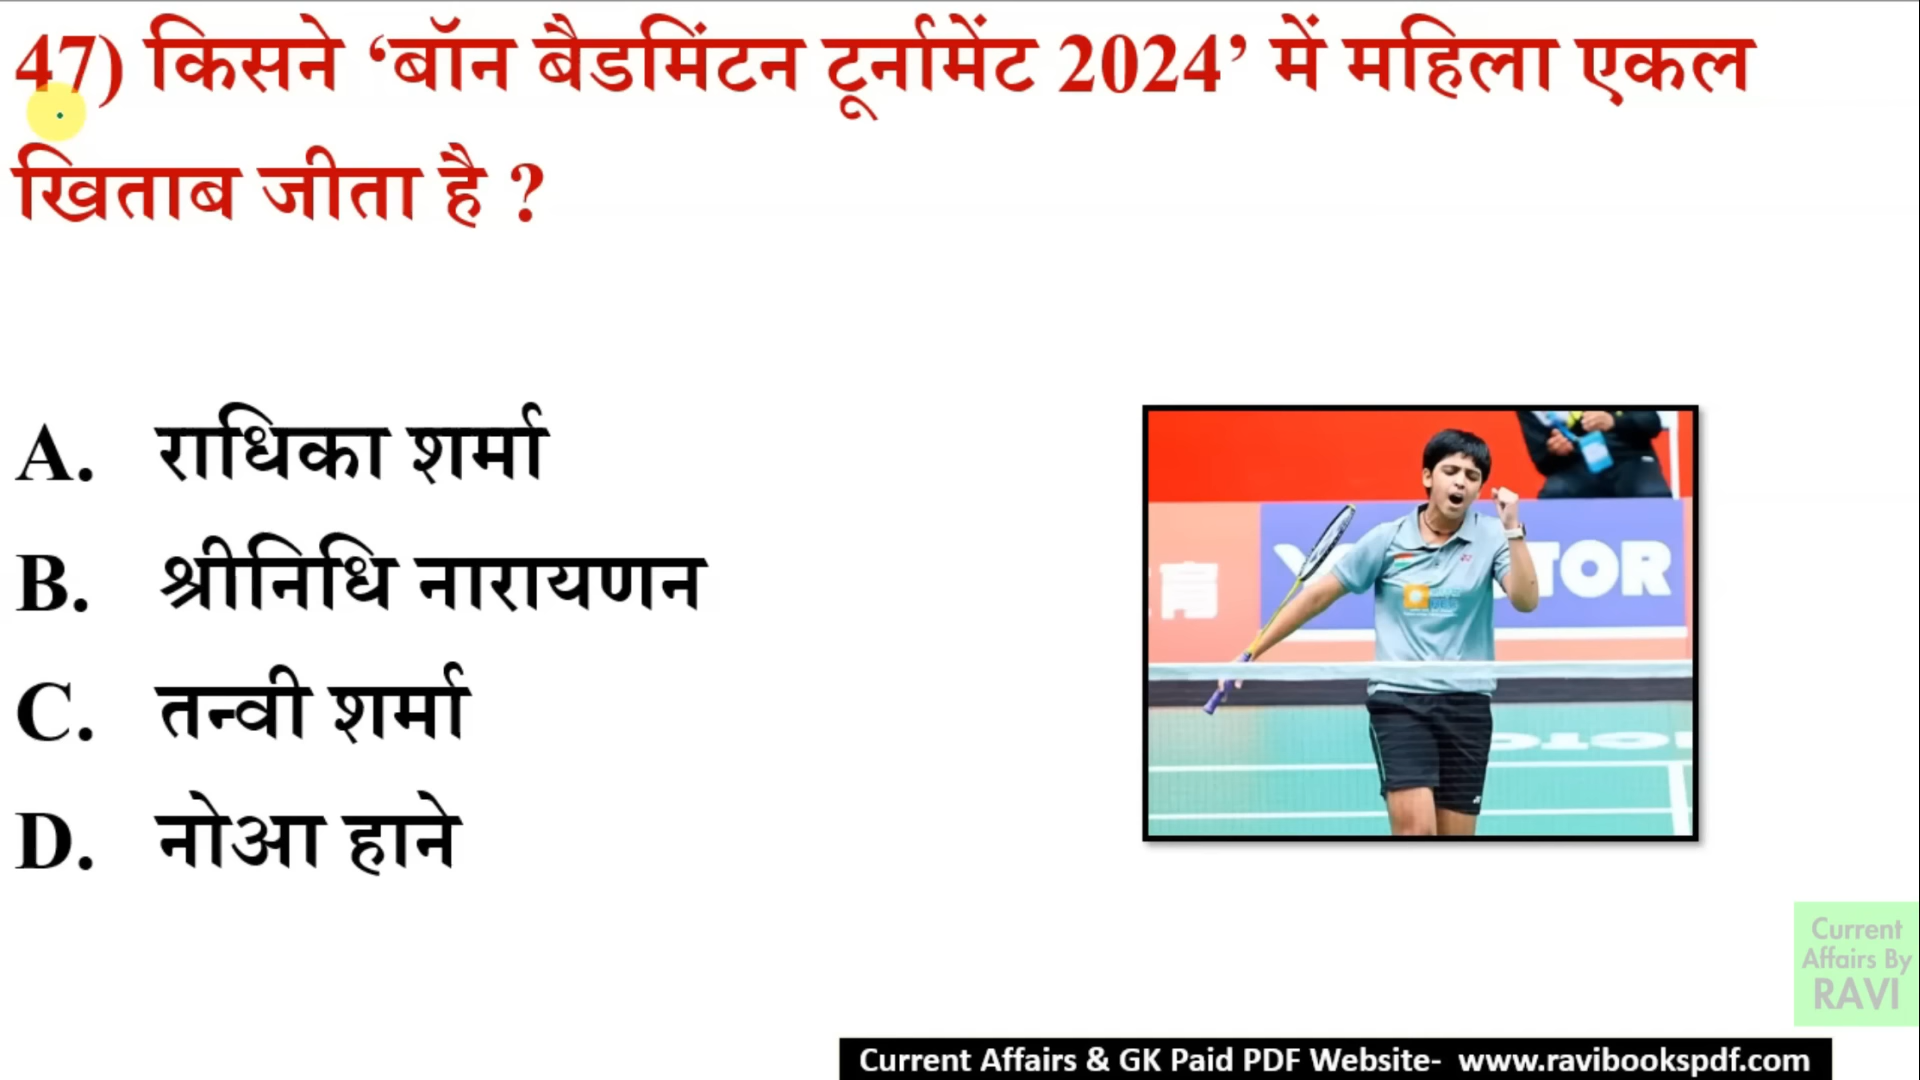 47) किसने ‘बॉन बैडमिंटन टूर्नामेंट 2024’ में महिला एकल
खिताब जीता है ?
A. राधिका शर्मा
B. श्रीनिधि नारायणन
C. तन्वी शर्मा
D. नोआ हाने
TOR
Current
Affairs By
RAVI
Current Affairs & GK Paid PDF Website- www.ravibookspdf.com